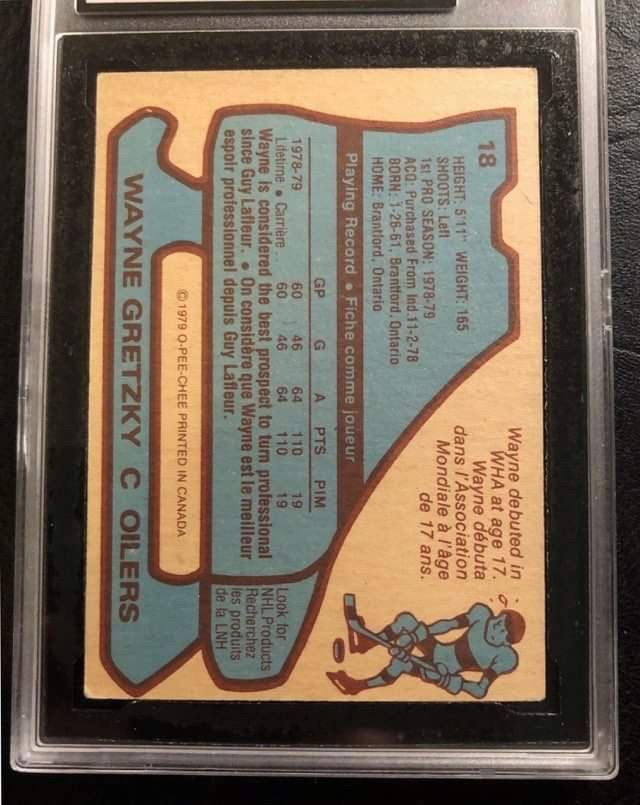 18
HEIGHT: 5'11" WEIGHT: 165
SHOOTS: Left
1st PRO SEASON: 1978-79
ACQ: Purchased From Ind.11-2-78
BORN: 1-26-61, Brantford, Ontario
HOME: Brantford, Ontario
Wayne debuted in
WHA at age 17.
Wayne débuta
dans l'Association
Mondiale à l'âge
de 17 ans.
Playing Record • Fiche comme joueur
GP G A PTS PIM
1978-79 60 46 64 110 19
Lifetime • Carrière .. 60 46 64 110 19
Wayne is considered the best prospect to turn professional
since Guy Lafleur. • On considère que Wayne est le meilleur
espoir professionnel depuis Guy Lafleur.
Look for
NHL Products
Recherchez
les produits
de la LNH
© 1979 O-PEE-CHEE PRINTED IN CANADA
WAYNE GRETZKY C OILERS